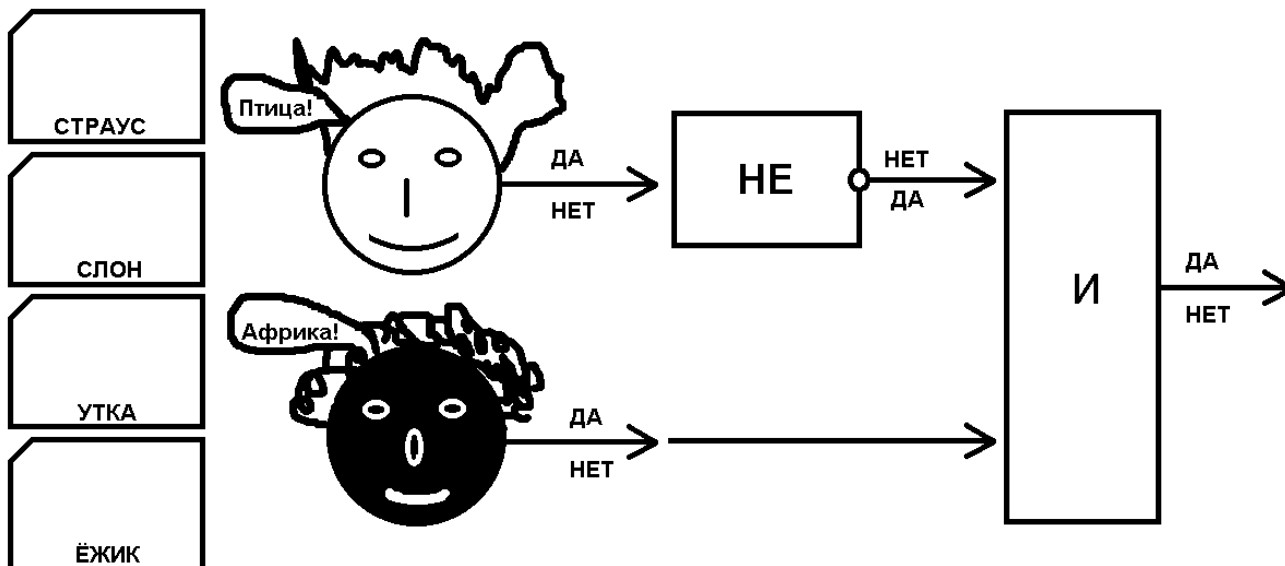 СТРАУС
СЛОН
УТКА
ЁЖИК
Птица!
ДА
НЕТ
НЕ
НЕТ
ДА
Африка!
ДА
НЕТ
И
ДА
НЕТ